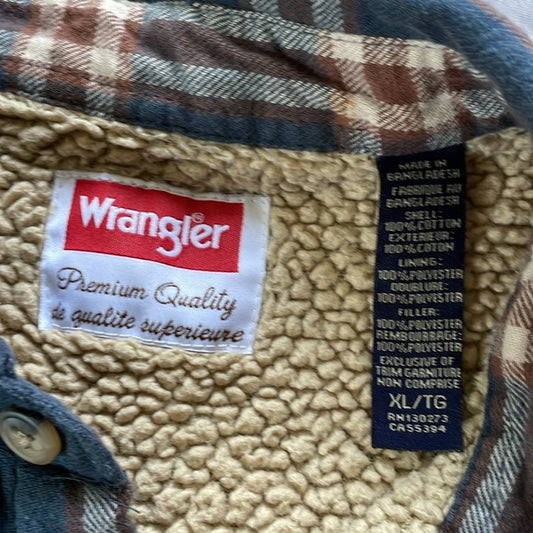 Wrangler®
Premium Quality
de qualite superieure
MADE IN
BANGLADESH
FABRIQUE AU
BANGLADESH
SHELL:
100%COTTON
EXTERIEUR:
100%COTON
LINING:
100%POLYESTER
DOUBLURE:
100%POLYESTER
FILLER:
100%POLYESTER
REMBOURRAGE:
100%POLYESTER
EXCLUSIVE OF
TRIM GARNITURE
NON COMPRISE
XL/TG
RN130273
CA55394